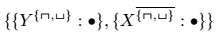 {{Y^{{⊓,⊔}} : •}, {X^{\overline{{⊓,⊔}}} : •}}